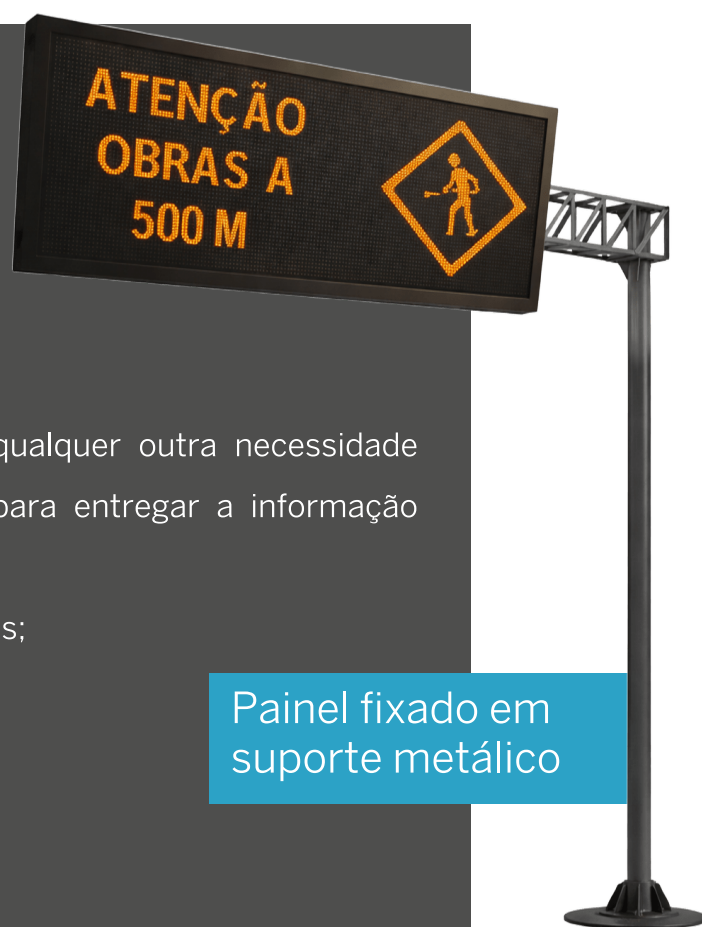 ATENÇÃO
OBRAS A
500 M
qualquer outra necessidade
para entregar a informação
s;
Painel fixado em
suporte metálico